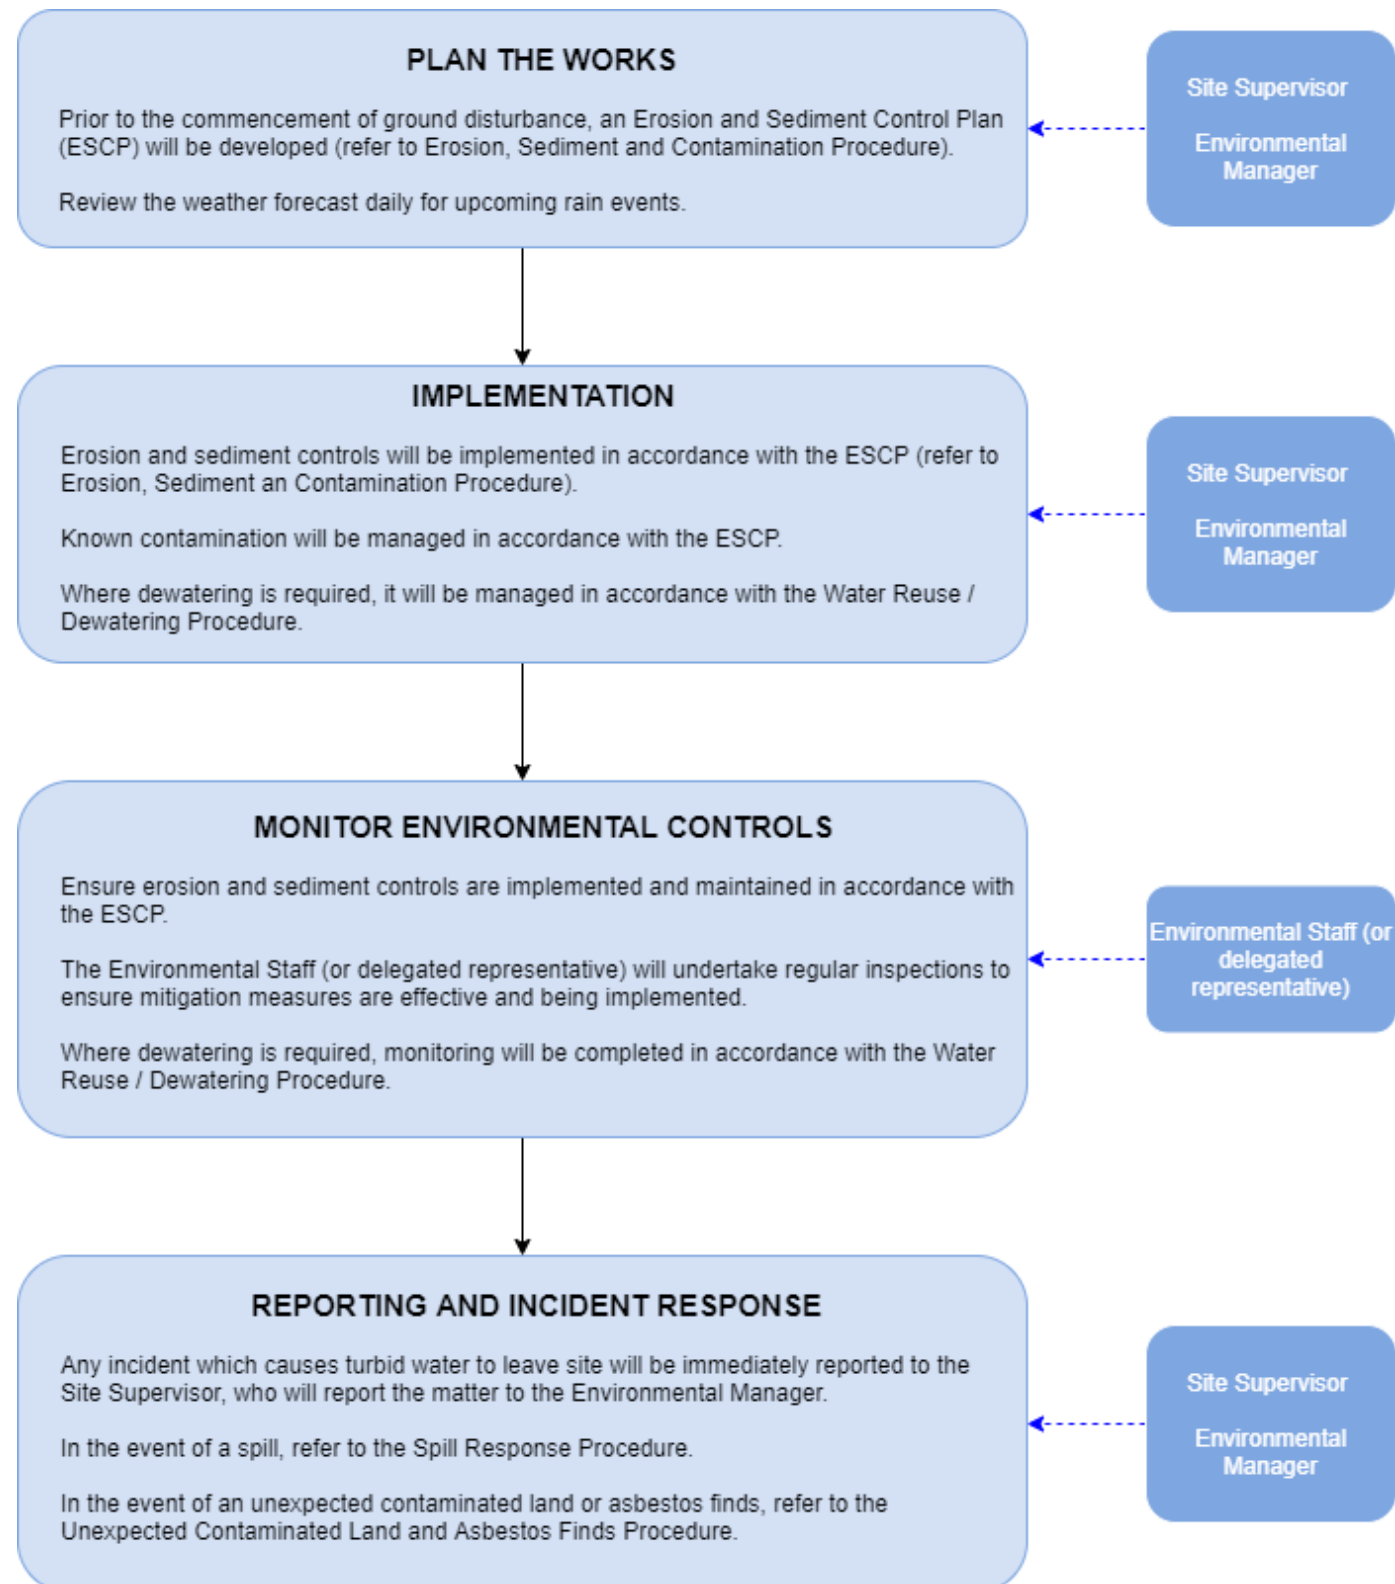 PLAN THE WORKS
Prior to the commencement of ground disturbance, an Erosion and Sediment Control Plan
(ESCP) will be developed (refer to Erosion, Sediment and Contamination Procedure).
Review the weather forecast daily for upcoming rain events.
Site Supervisor
Environmental
Manager
IMPLEMENTATION
Erosion and sediment controls will be implemented in accordance with the ESCP (refer to
Erosion, Sediment an Contamination Procedure).
Known contamination will be managed in accordance with the ESCP.
Where dewatering is required, it will be managed in accordance with the Water Reuse /
Dewatering Procedure.
Site Supervisor
Environmental
Manager
MONITOR ENVIRONMENTAL CONTROLS
Ensure erosion and sediment controls are implemented and maintained in accordance with
the ESCP.
The Environmental Staff (or delegated representative) will undertake regular inspections to
ensure mitigation measures are effective and being implemented.
Where dewatering is required, monitoring will be completed in accordance with the Water
Reuse / Dewatering Procedure.
Environmental Staff (or
delegated
representative)
REPORTING AND INCIDENT RESPONSE
Any incident which causes turbid water to leave site will be immediately reported to the
Site Supervisor, who will report the matter to the Environmental Manager.
In the event of a spill, refer to the Spill Response Procedure.
In the event of an unexpected contaminated land or asbestos finds, refer to the
Unexpected Contaminated Land and Asbestos Finds Procedure.
Site Supervisor
Environmental
Manager